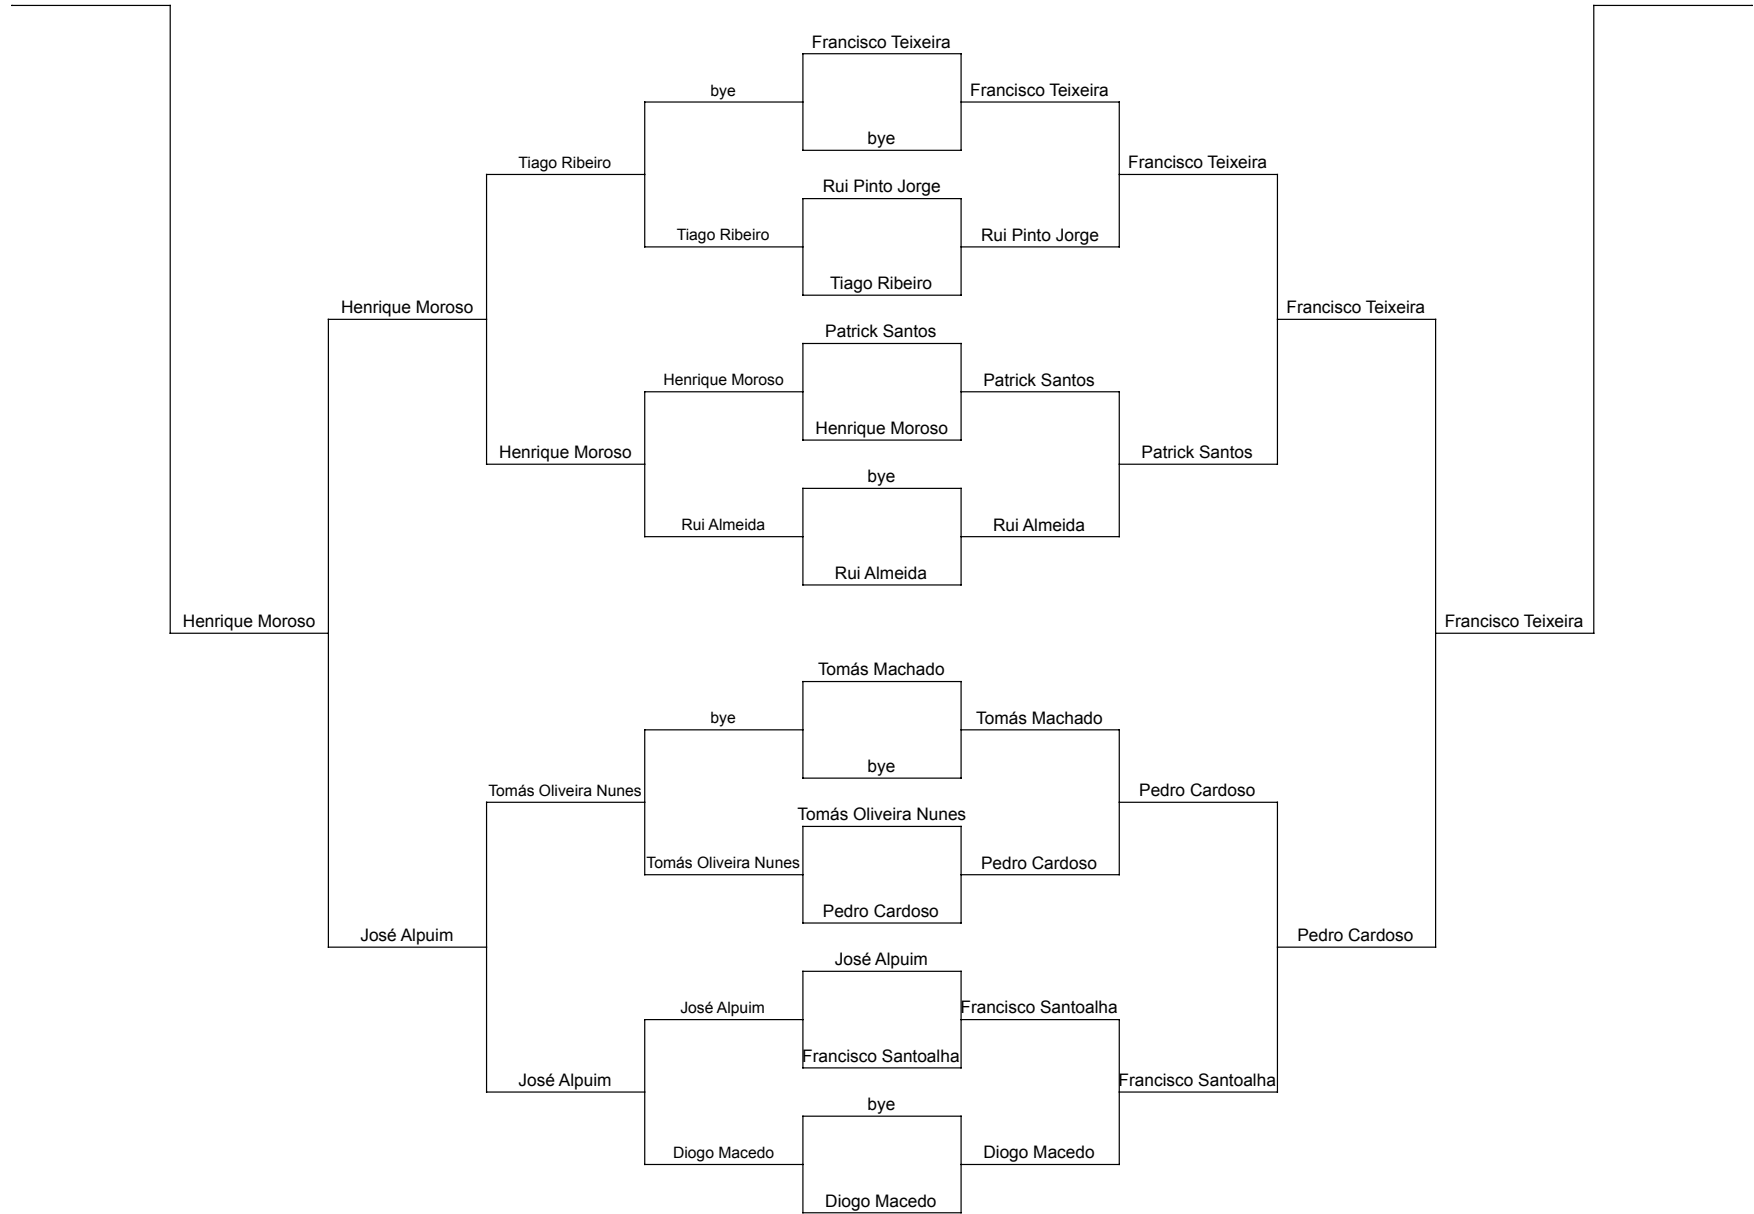 Francisco Teixeira
bye
Francisco Teixeira
bye
Tiago Ribeiro
Francisco Teixeira
Rui Pinto Jorge
Tiago Ribeiro
Rui Pinto Jorge
Tiago Ribeiro
Henrique Moroso
Francisco Teixeira
Patrick Santos
Henrique Moroso
Patrick Santos
Henrique Moroso
Henrique Moroso
Patrick Santos
bye
Rui Almeida
Rui Almeida
Rui Almeida
Henrique Moroso
Francisco Teixeira
Tomás Machado
bye
Tomás Machado
bye
Tomás Oliveira Nunes
Pedro Cardoso
Tomás Oliveira Nunes
Tomás Oliveira Nunes
Pedro Cardoso
Pedro Cardoso
José Alpuim
Pedro Cardoso
José Alpuim
José Alpuim
Francisco Santoalha
Francisco Santoalha
José Alpuim
Francisco Santoalha
bye
Diogo Macedo
Diogo Macedo
Diogo Macedo